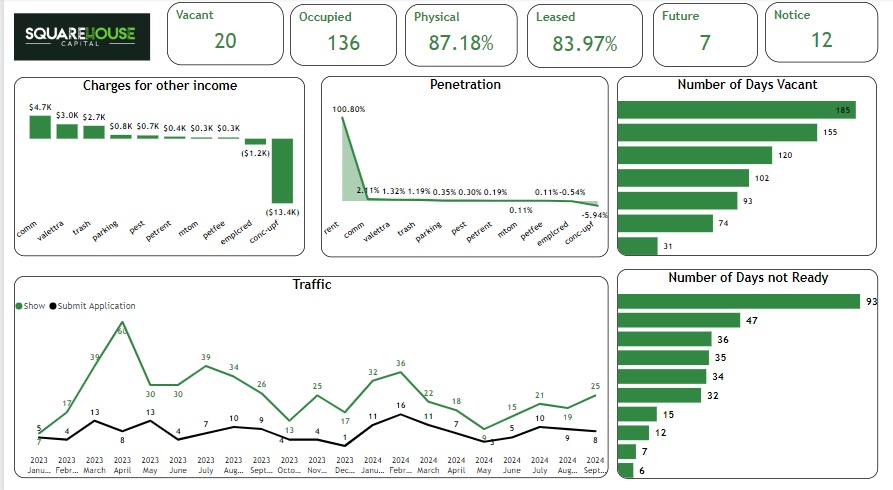 SQUAREHOUSE
CAPITAL
Vacant
20
Occupied
136
Physical
87.18%
Leased
83.97%
Future
7
Notice
12
Charges for other income
$4.7K
$3.0K
$2.7K
$0.8K
$0.7K
$0.4K
$0.3K
$0.3K
($1.2K)
($13.4K)
comm
valettra
trash
parking
pest
petrent
mtom
petfee
emplcred
conc-upf
Penetration
100.80%
2.11%
1.32%
1.19%
0.35%
0.30%
0.19%
0.11%
0.11%
-0.54%
-5.94%
rent
comm
valettra
trash
parking
pest
petrent
mtom
petfee
emplcred
conc-upf
Number of Days Vacant
185
155
120
102
93
74
31
Traffic
Show
Submit Application
5 17 39 60 30 30 39 34 26 13 25 17 32 36 22 18 9 15 21 19 25
7 4 13 8 13 4 7 10 9 4 4 1 11 16 11 7 3 5 10 9 8
2023 2023 2023 2023 2023 2023 2023 2023 2023 2023 2023 2023 2024 2024 2024 2024 2024 2024 2024 2024 2024
Janu... Febr... March April May June July Aug... Sept... Octo... Nov... Dec... Janu... Febr... March April May June July Aug... Sept...
Number of Days not Ready
93
47
36
35
34
32
15
12
7
6